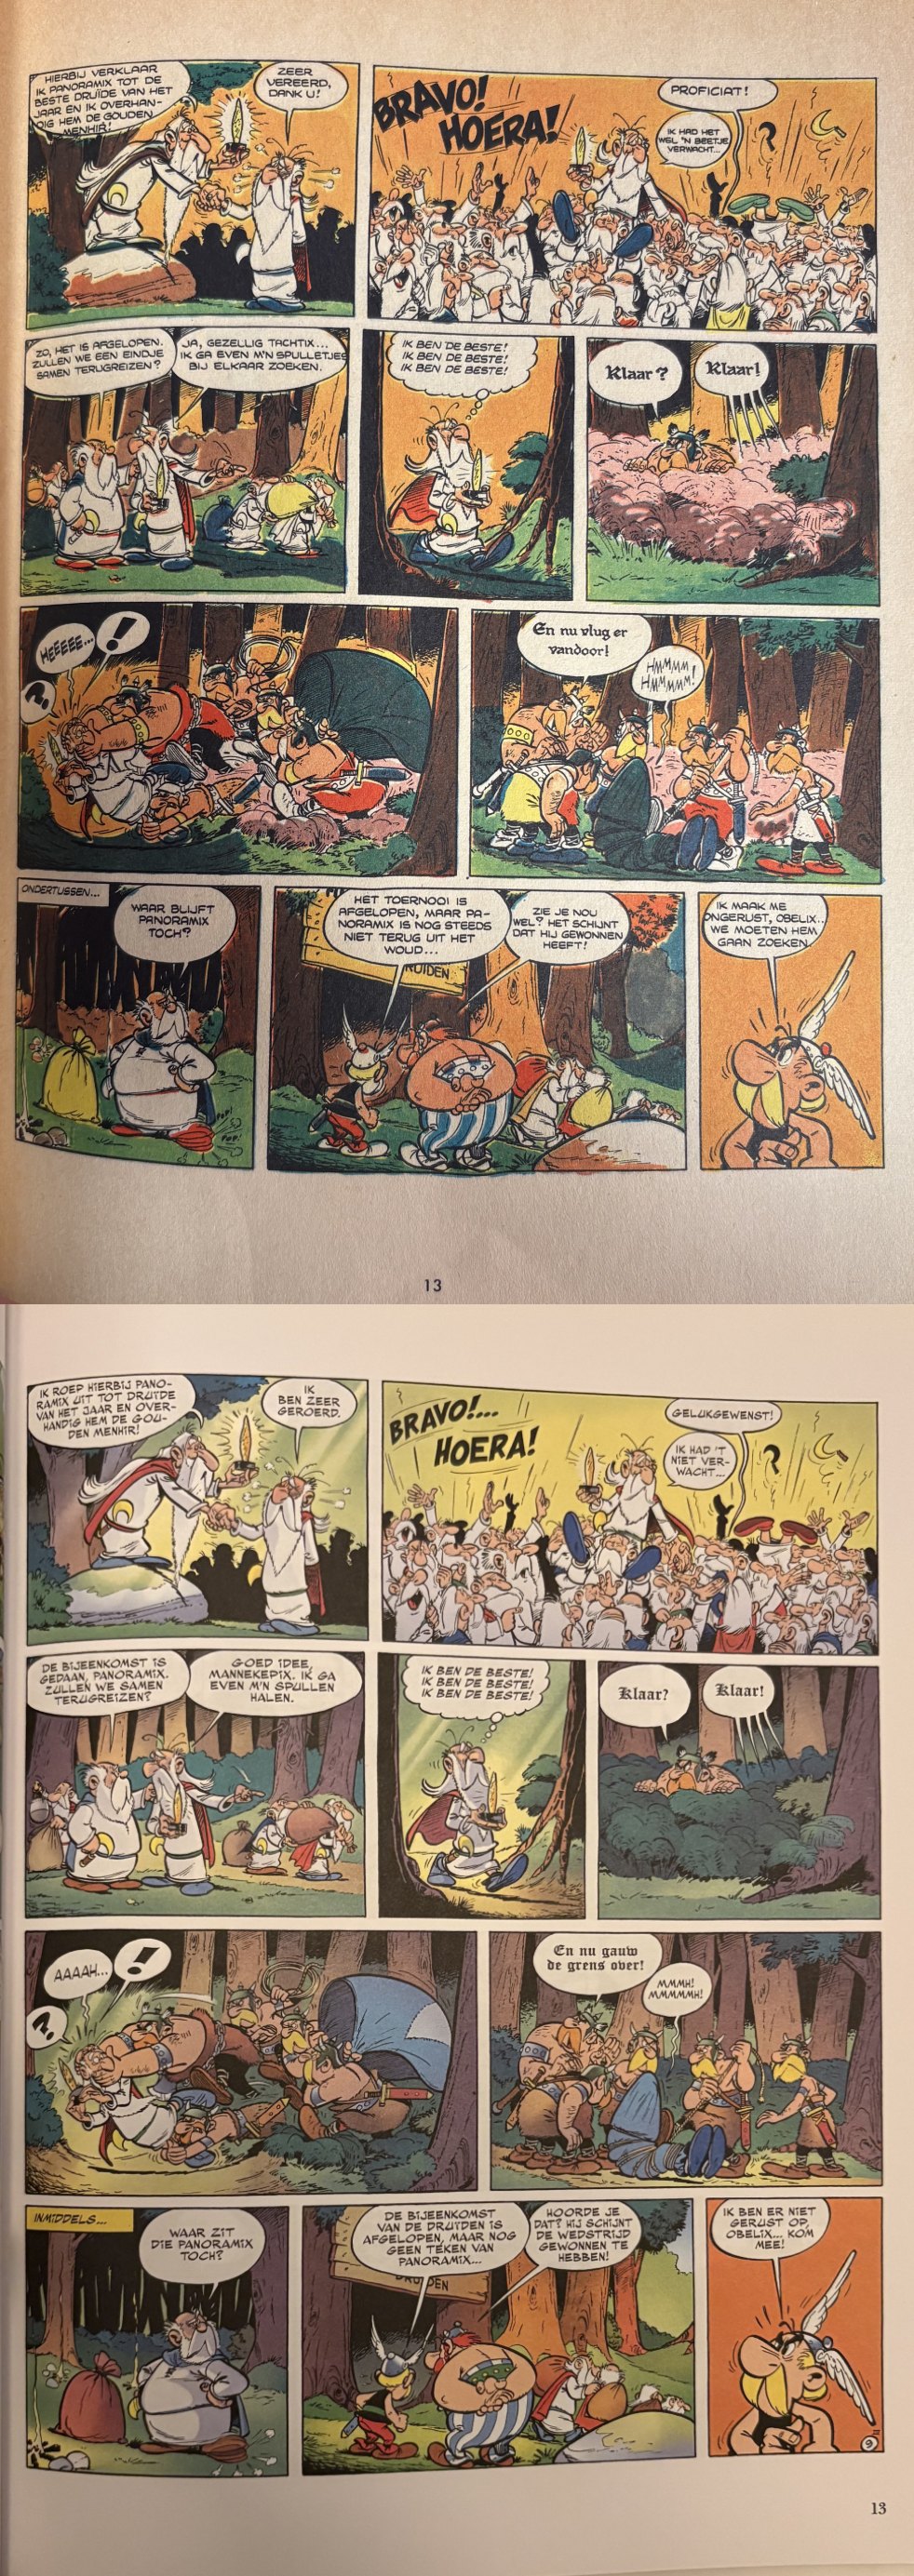 HIERBIJ VERKLAAR
IK PANORAMIX TOT DE
BESTE DRUÏDE VAN HET
JAAR EN IK OVERHAN-
DIG HEM DE GOUDEN
MENHIR!
ZEER
VEREERD,
DANK U!
BRAVO!
HOERA!
PROFICIAT!
IK HAD HET
WEL 'N BEETJE
VERWACHT...
?
ZO, HET IS AFGELOPEN.
ZULLEN WE EEN EINDJE
SAMEN TERUGREIZEN?
JA, GEZELLIG TACHTIX...
IK GA EVEN M'N SPULLETJES
BIJ ELKAAR ZOEKEN.
IK BEN DE BESTE!
IK BEN DE BESTE!
IK BEN DE BESTE!
Klaar?
Klaar!
HEEEEE...
!
?
En nu vlug er
vandoor!
HMMMM
HMMMMM!
ONDERTUSSEN...
WAAR BLIJFT
PANORAMIX
TOCH?
POF!
POF!
HET TOERNOOI IS
AFGELOPEN, MAAR PA-
NORAMIX IS NOG STEEDS
NIET TERUG UIT HET
WOUD...
ZIE JE NOU
WEL? HET SCHIJNT
DAT HIJ GEWONNEN
HEEFT!
RUIDEN
IK MAAK ME
ONGERUST, OBELIX..
WE MOETEN HEM
GAAN ZOEKEN.
13
IK ROEP HIERBIJ PANO-
RAMIX UIT TOT DRUÏDE
VAN HET JAAR EN OVER-
HANDIG HEM DE GOU-
DEN MENHIR!
IK
BEN ZEER
GEROERD.
BRAVO!...
HOERA!
GELUKGEWENST!
IK HAD 'T
NIET VER-
WACHT...
?
DE BIJEENKOMST IS
GEDAAN, PANORAMIX.
ZULLEN WE SAMEN
TERUGREIZEN?
GOED IDEE,
MANNEKEPIX. IK GA
EVEN M'N SPULLEN
HALEN.
IK BEN DE BESTE!
IK BEN DE BESTE!
IK BEN DE BESTE!
Klaar?
Klaar!
AAAAH...
!
?
En nu gauw
de grens over!
MMMH!
MMMMMH!
INMIDDELS...
WAAR ZIT
DIE PANORAMIX
TOCH?
DE BIJEENKOMST
VAN DE DRUÏDEN IS
AFGELOPEN, MAAR NOG
GEEN TEKEN VAN
PANORAMIX...
HOORDE JE
DAT? HIJ SCHIJNT
DE WEDSTRIJD
GEWONNEN TE
HEBBEN!
DRUIDEN
IK BEN ER NIET
GERUST OP,
OBELIX... KOM
MEE!
9
13